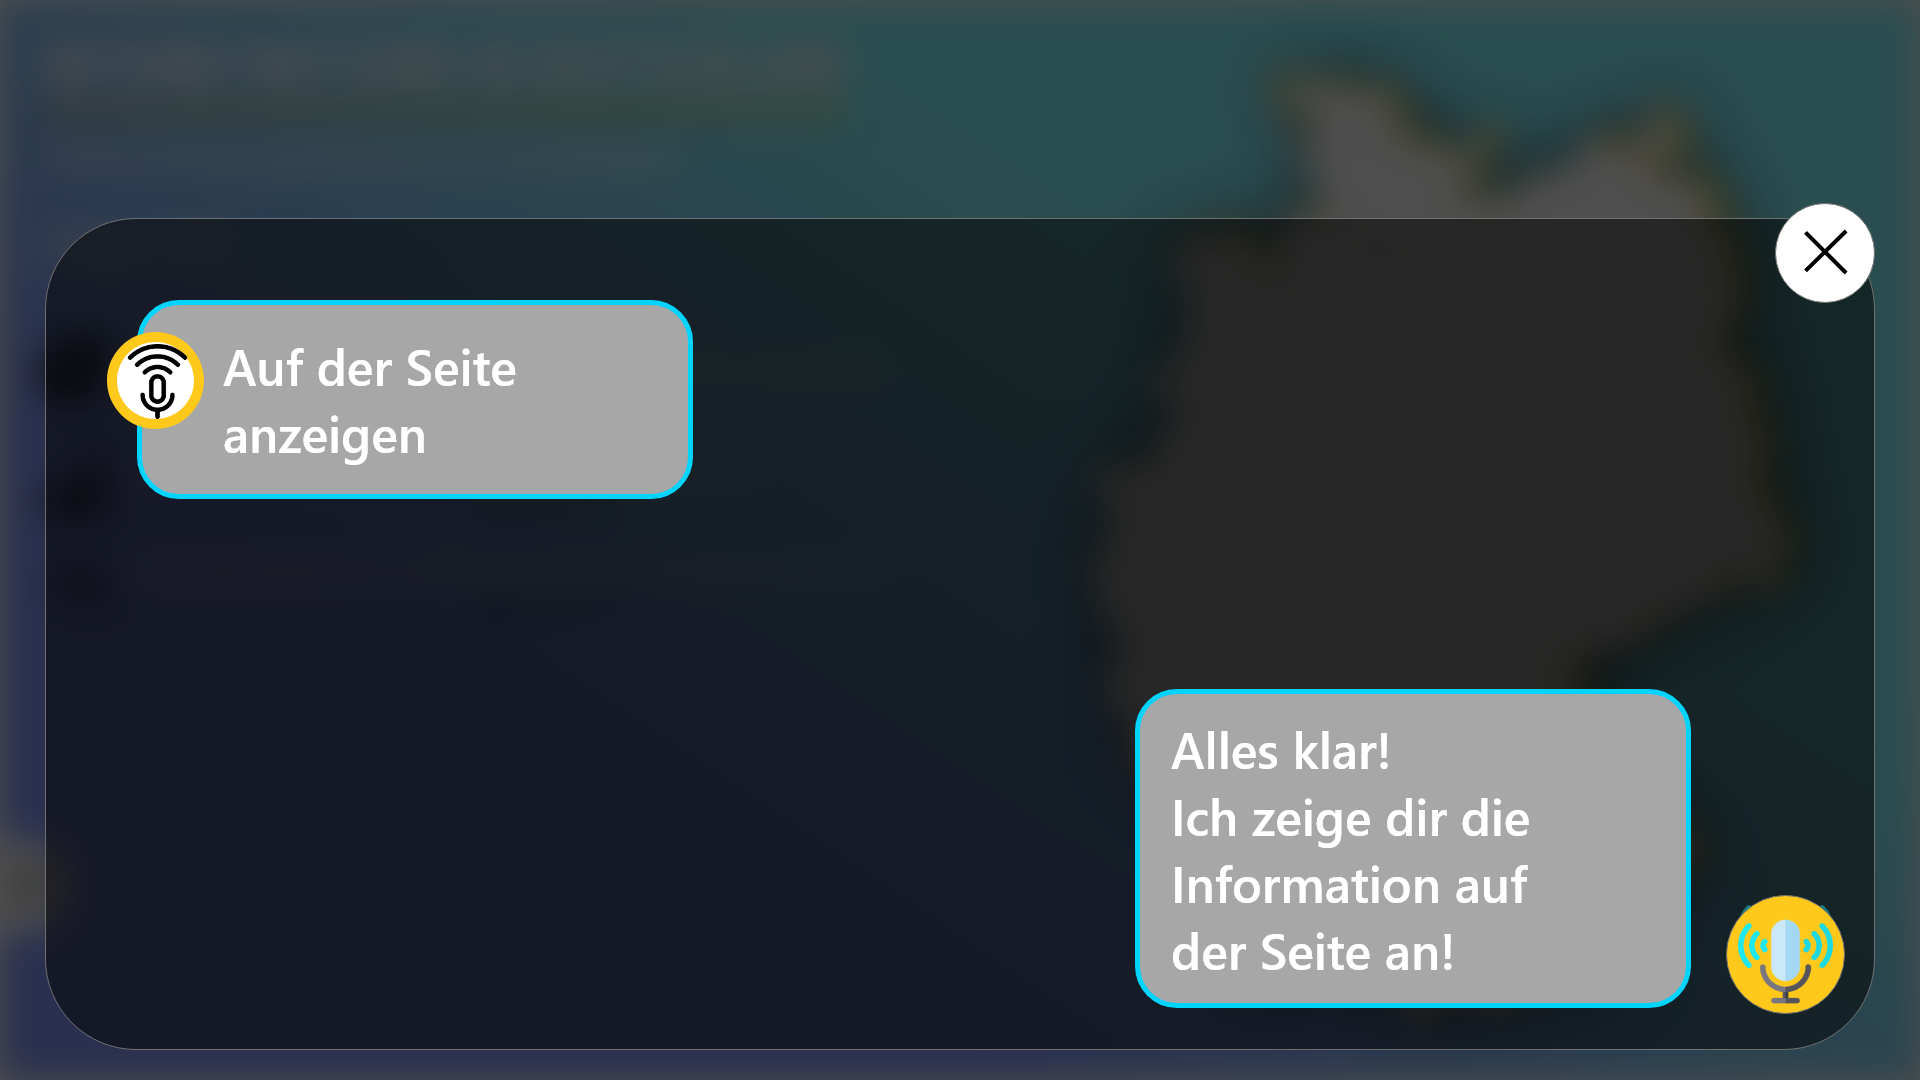 Auf der Seite
anzeigen
Alles klar!
Ich zeige dir die
Information auf
der Seite an!